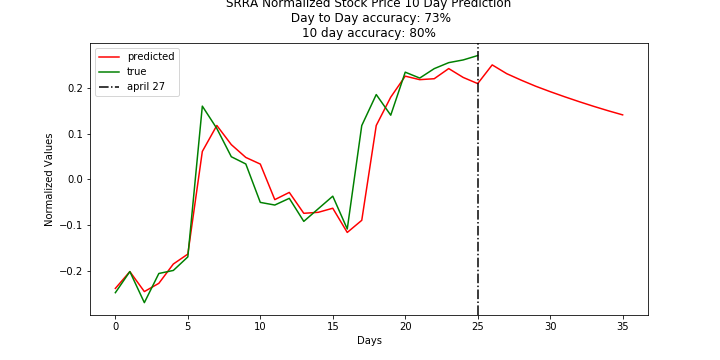 SRRA Normalized Stock Price 10 Day Prediction
Day to Day accuracy: 73%
10 day accuracy: 80%
predicted
true
april 27
Normalized Values
0.2
0.1
0.0
−0.1
−0.2
0 5 10 15 20 25 30 35
Days